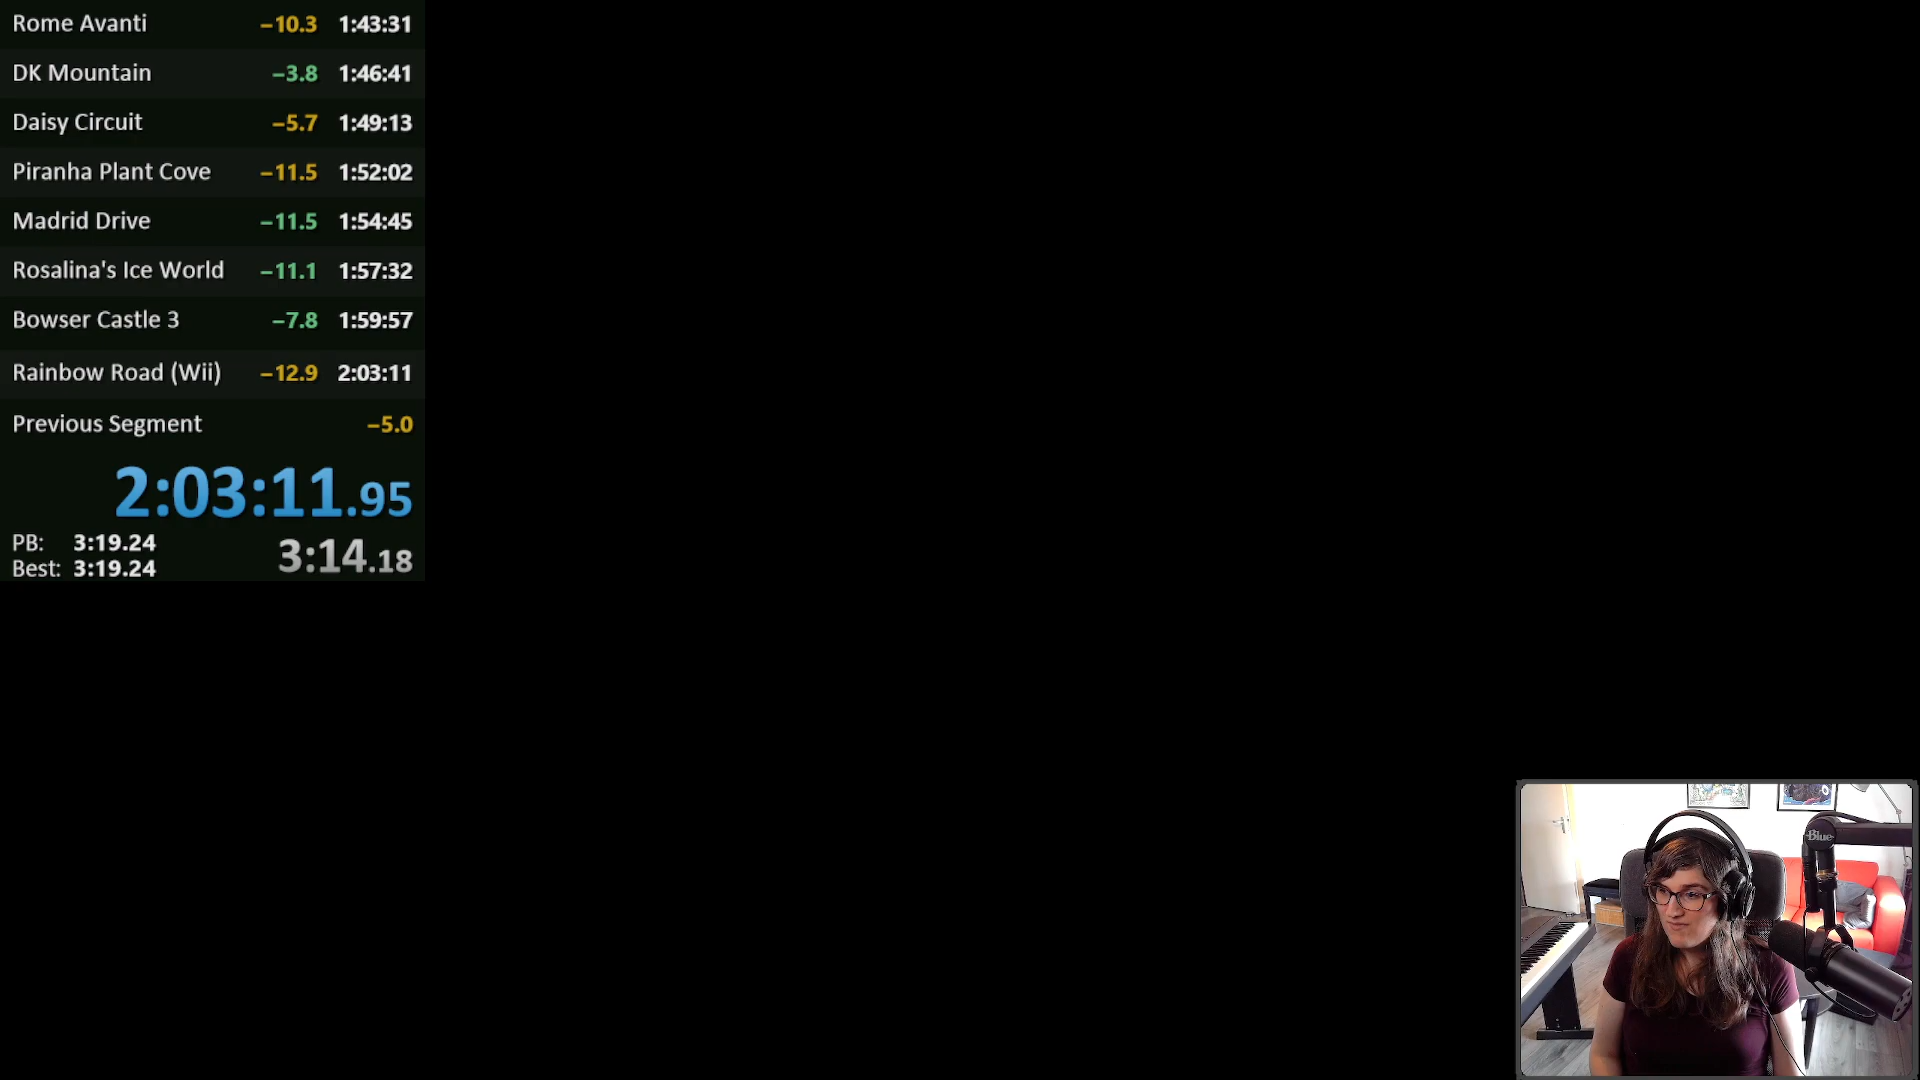 Rome Avanti −10.3 1:43:31
DK Mountain −3.8 1:46:41
Daisy Circuit −5.7 1:49:13
Piranha Plant Cove −11.5 1:52:02
Madrid Drive −11.5 1:54:45
Rosalina's Ice World −11.1 1:57:32
Bowser Castle 3 −7.8 1:59:57
Rainbow Road (Wii) −12.9 2:03:11
Previous Segment −5.0
2:03:11.95
PB: 3:19.24
Best: 3:19.24
3:14.18
Blue